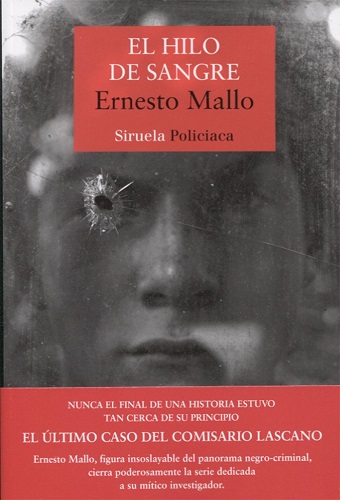 EL HILO
DE SANGRE
Ernesto Mallo
Siruela Policiaca
NUNCA EL FINAL DE UNA HISTORIA ESTUVO
TAN CERCA DE SU PRINCIPIO
EL ÚLTIMO CASO DEL COMISARIO LASCANO
Ernesto Mallo, figura insoslayable del panorama negro-criminal,
cierra poderosamente la serie dedicada
a su mítico investigador.